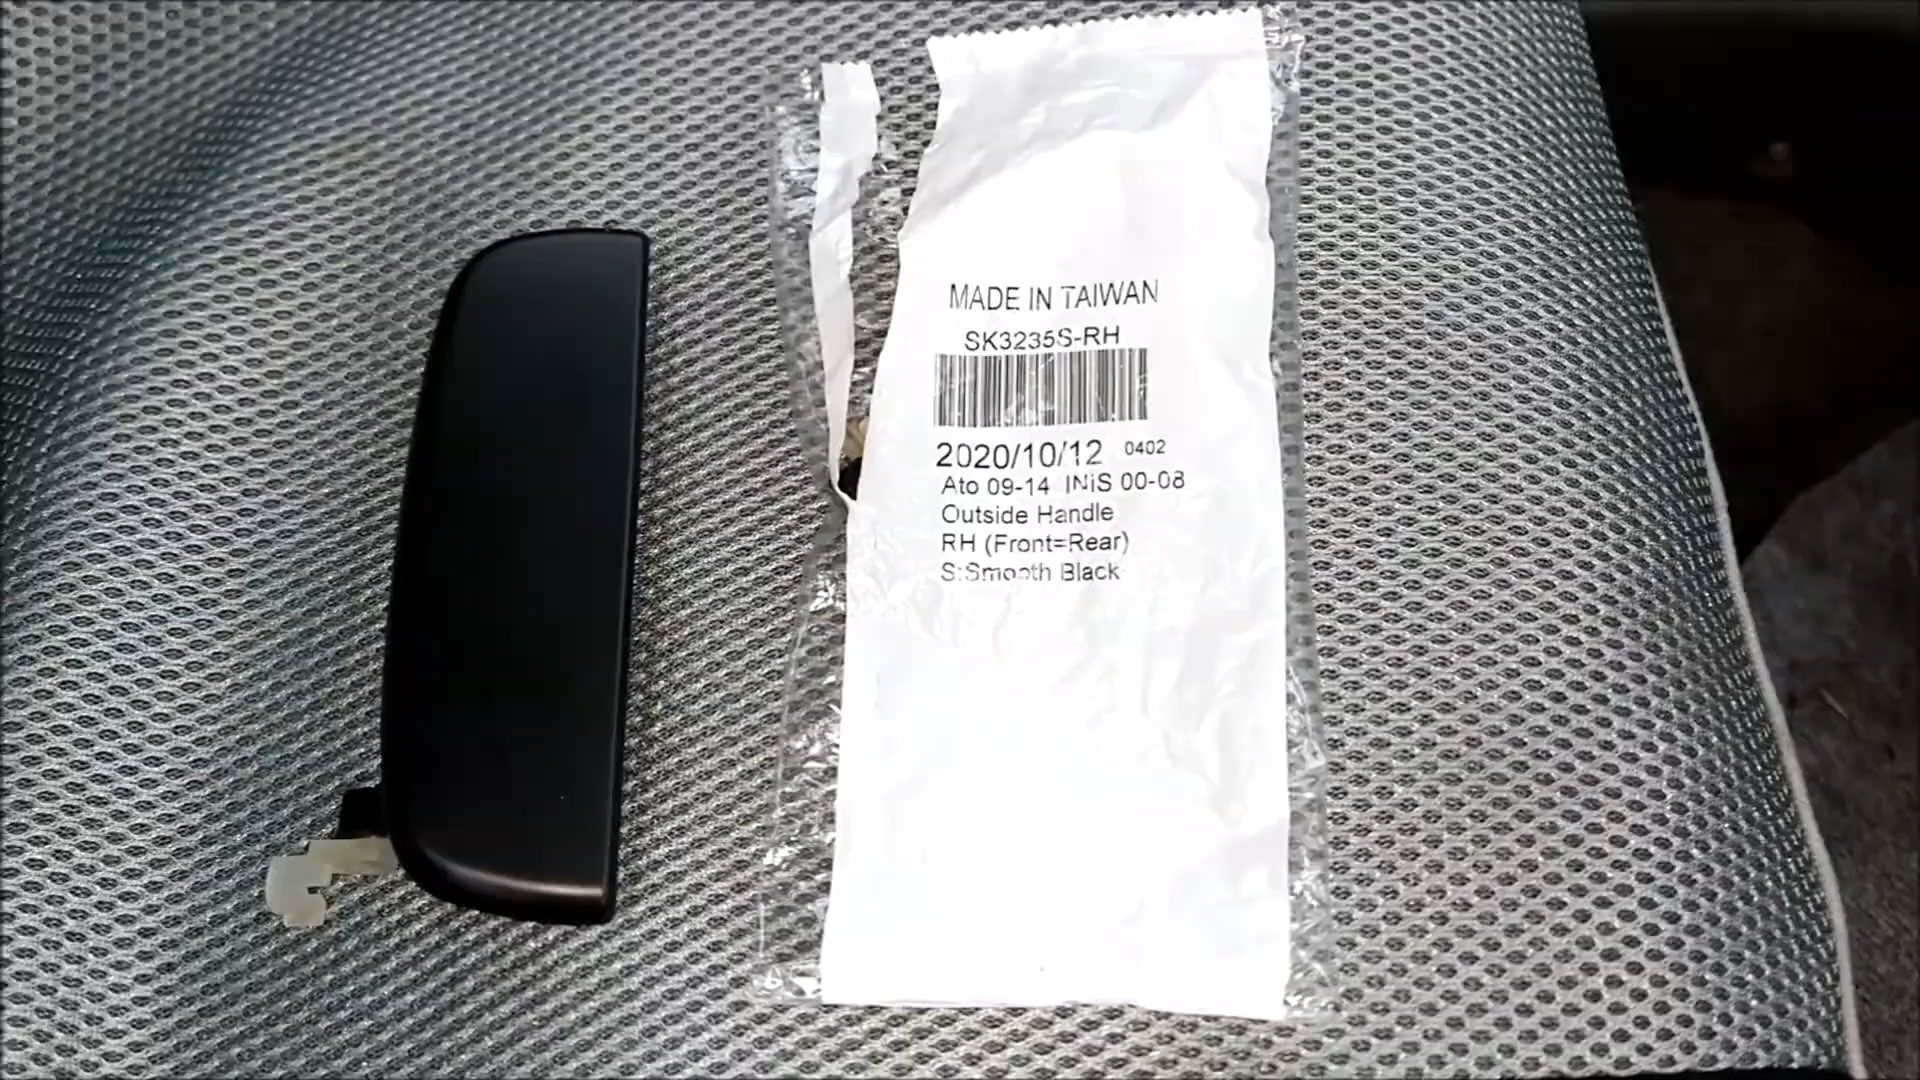 MADE IN TAIWAN
SK3235S-RH
2020/10/12 0402
Ato 09-14 INiS 00-08
Outside Handle
RH (Front=Rear)
S:Smooth Black